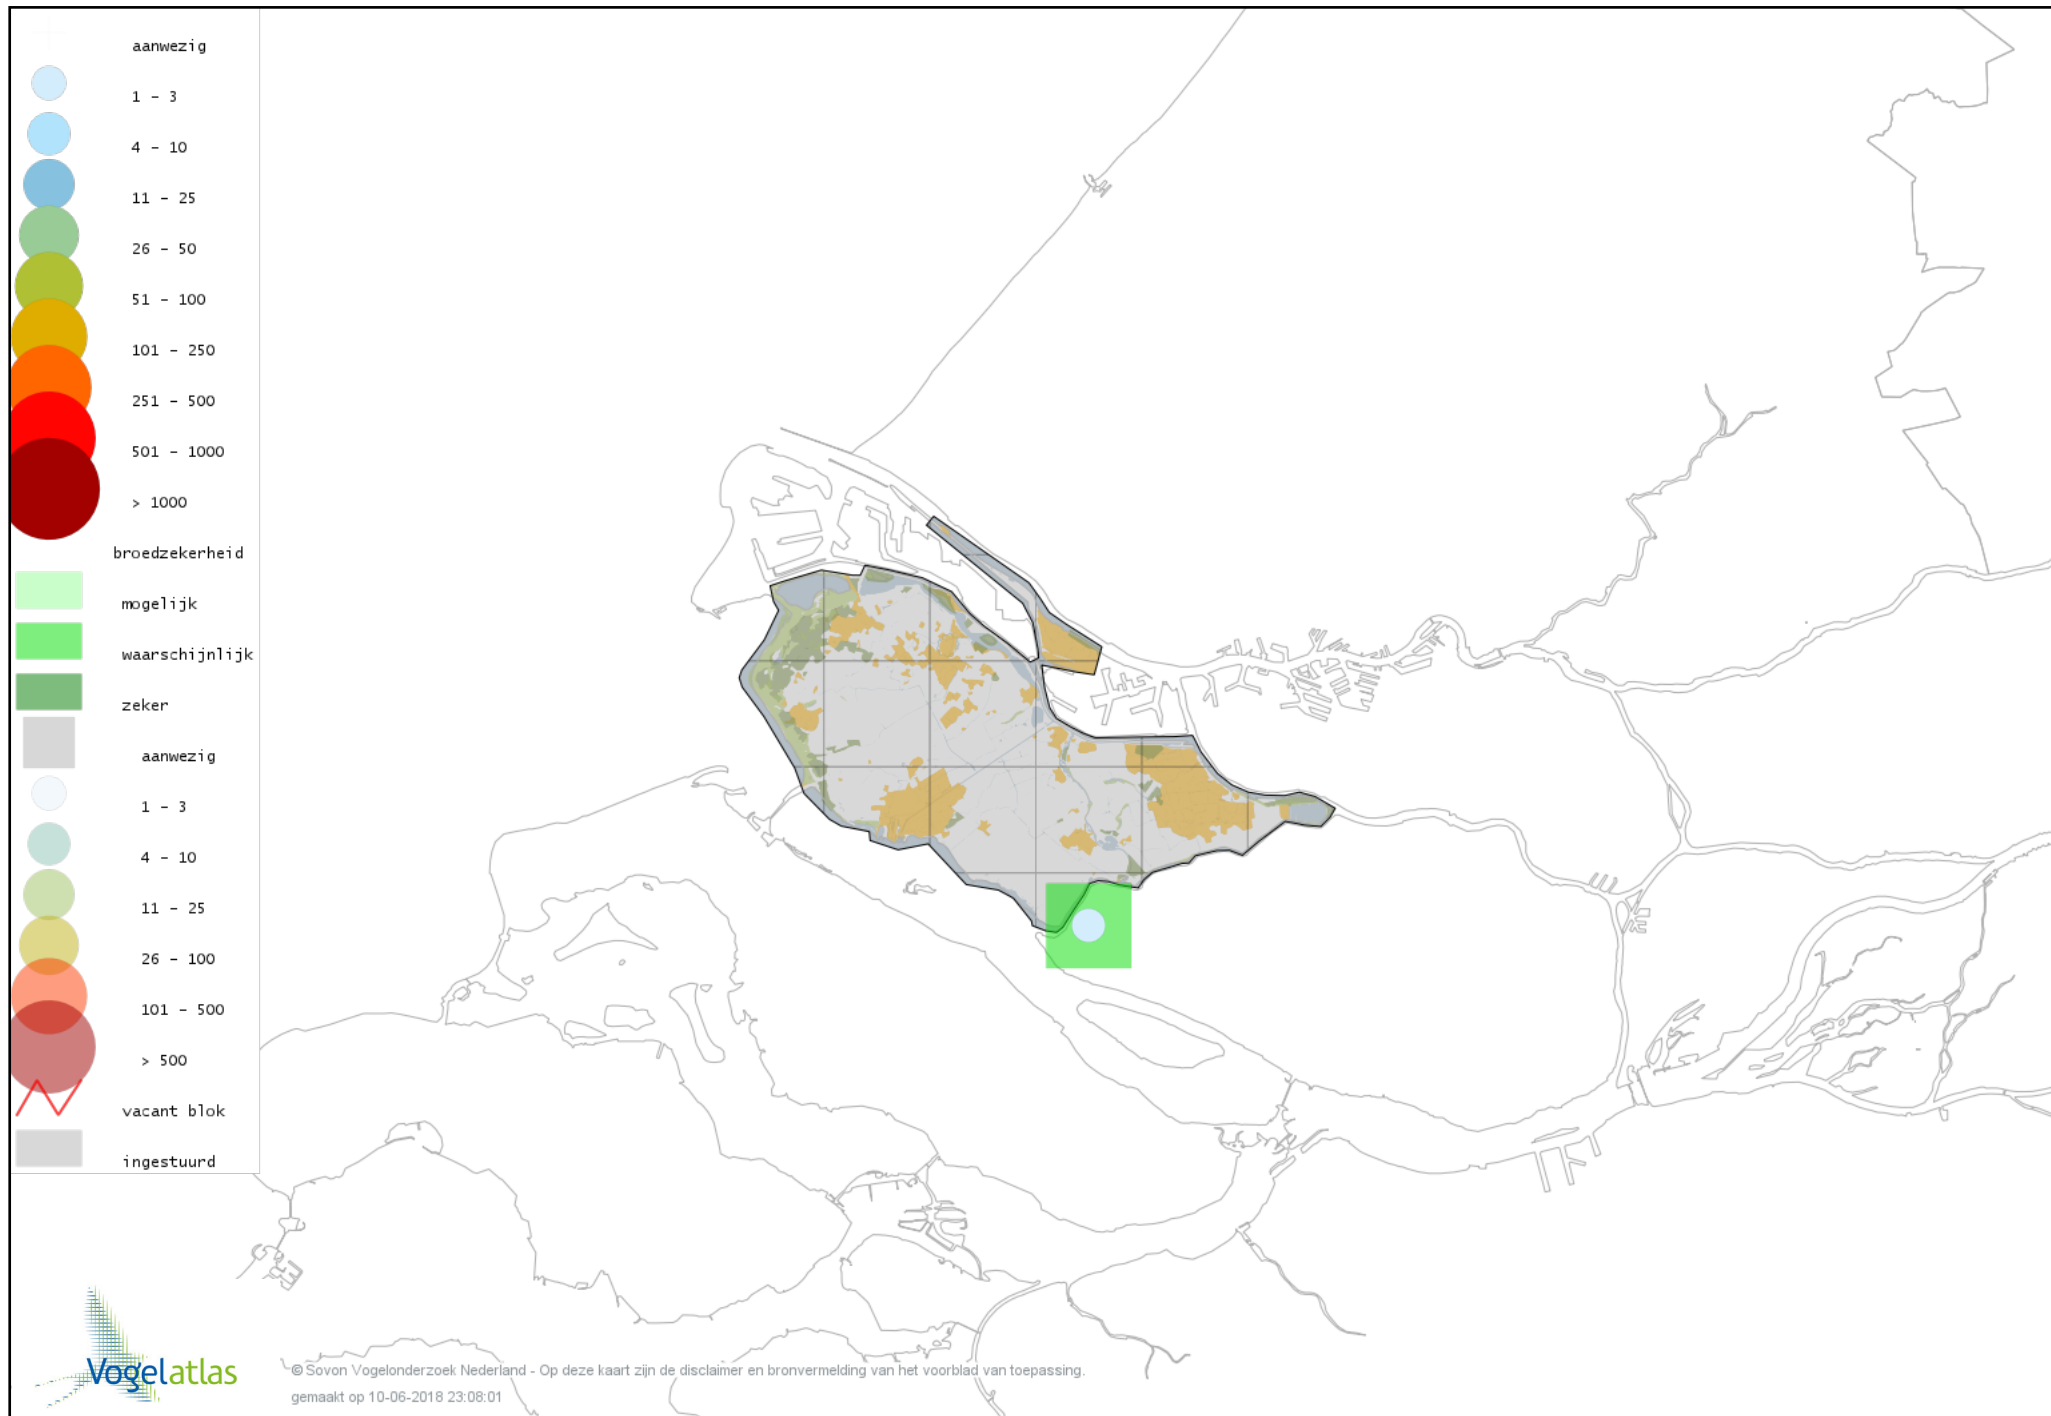 aanwezig
1 - 3
4 - 10
11 - 25
26 - 50
51 - 100
101 - 250
251 - 500
501 - 1000
> 1000
broedzekerheid
mogelijk
waarschijnlijk
zeker
aanwezig
1 - 3
4 - 10
11 - 25
26 - 100
101 - 500
> 500
vacant blok
ingestuurd
Vogelatlas
© Sovon Vogelonderzoek Nederland - Op deze kaart zijn de disclaimer en bronvermelding van het voorblad van toepassing.
gemaakt op 10-06-2018 23:08:01